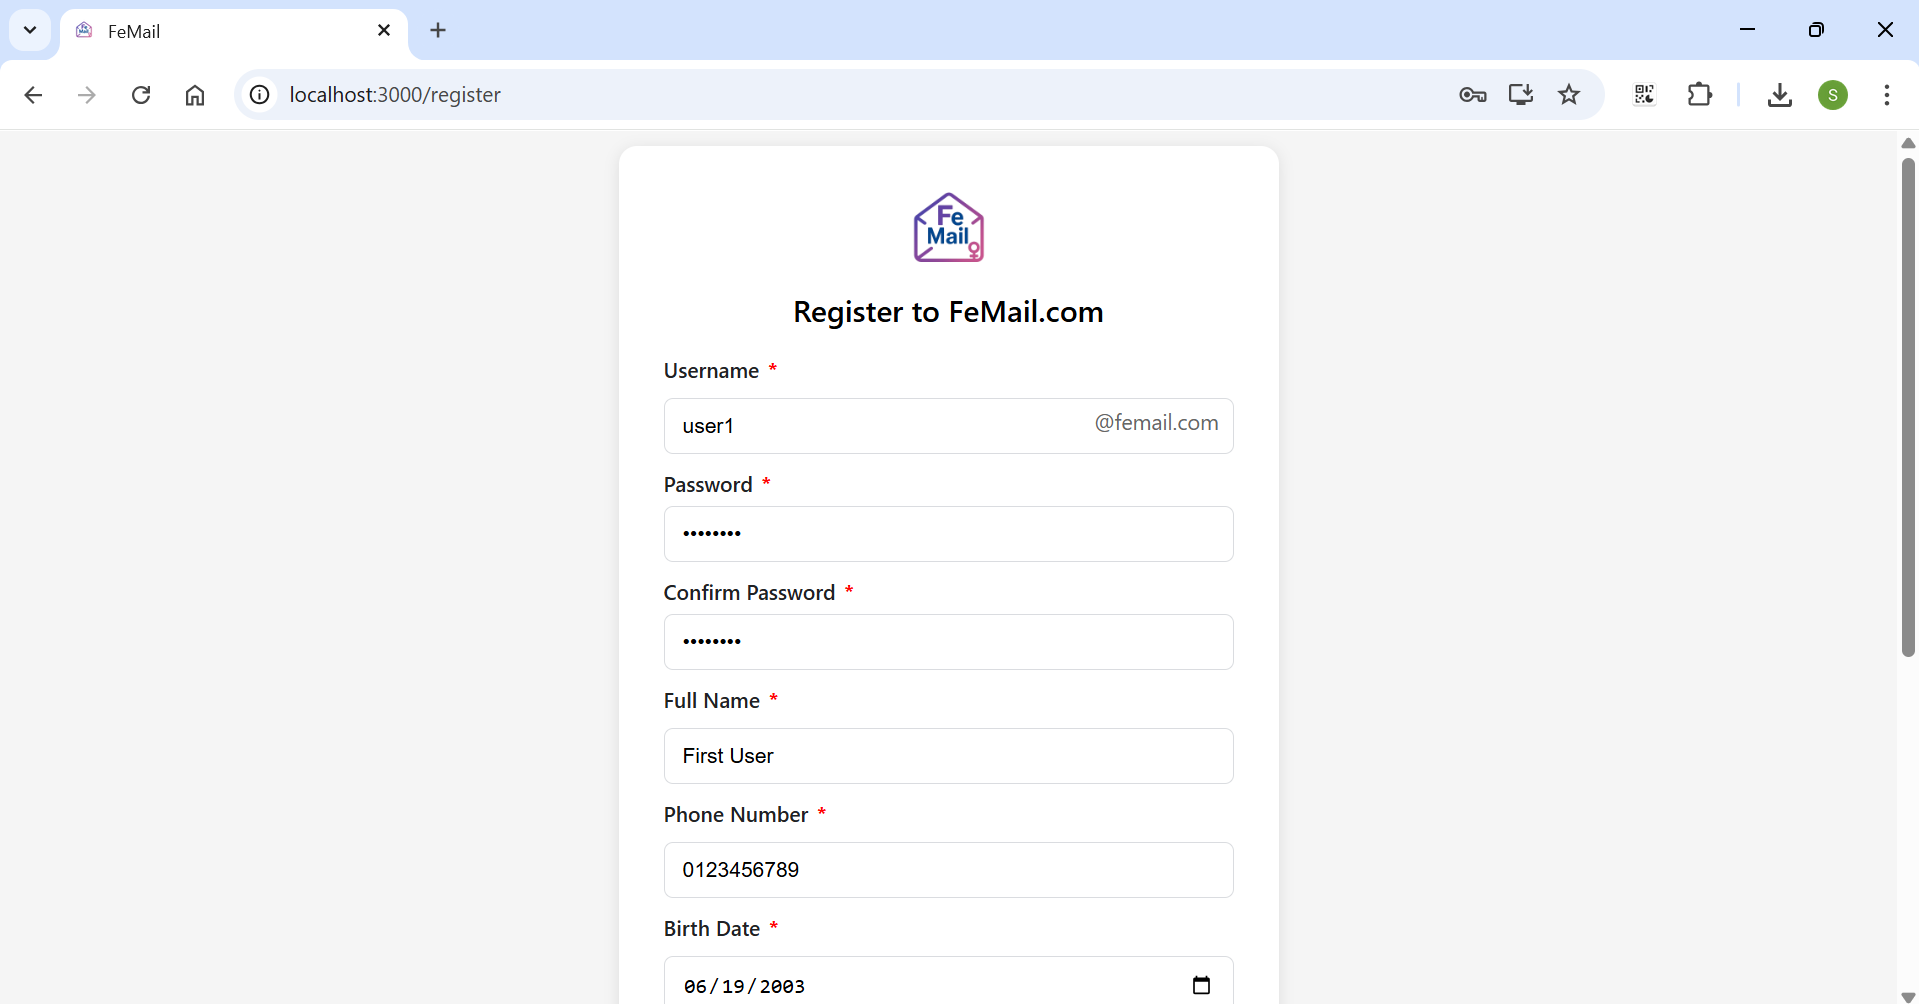 FeMail
localhost:3000/register
S
Fe
Mail
Register to FeMail.com
Username *
user1 @femail.com
Password *
••••••••
Confirm Password *
••••••••
Full Name *
First User
Phone Number *
0123456789
Birth Date *
06/19/2003